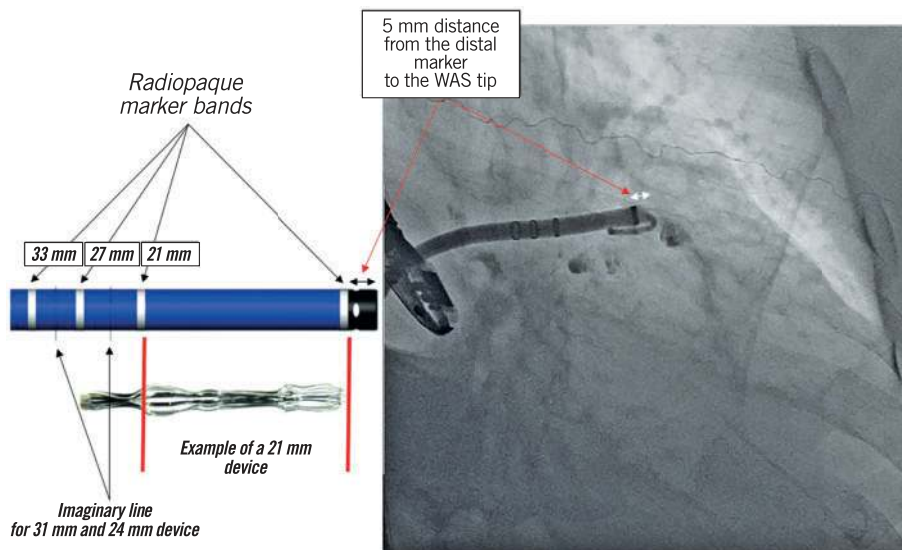 5 mm distance
from the distal
marker
to the WAS tip
Radiopaque
marker bands
33 mm
27 mm
21 mm
Example of a 21 mm
device
Imaginary line
for 31 mm and 24 mm device